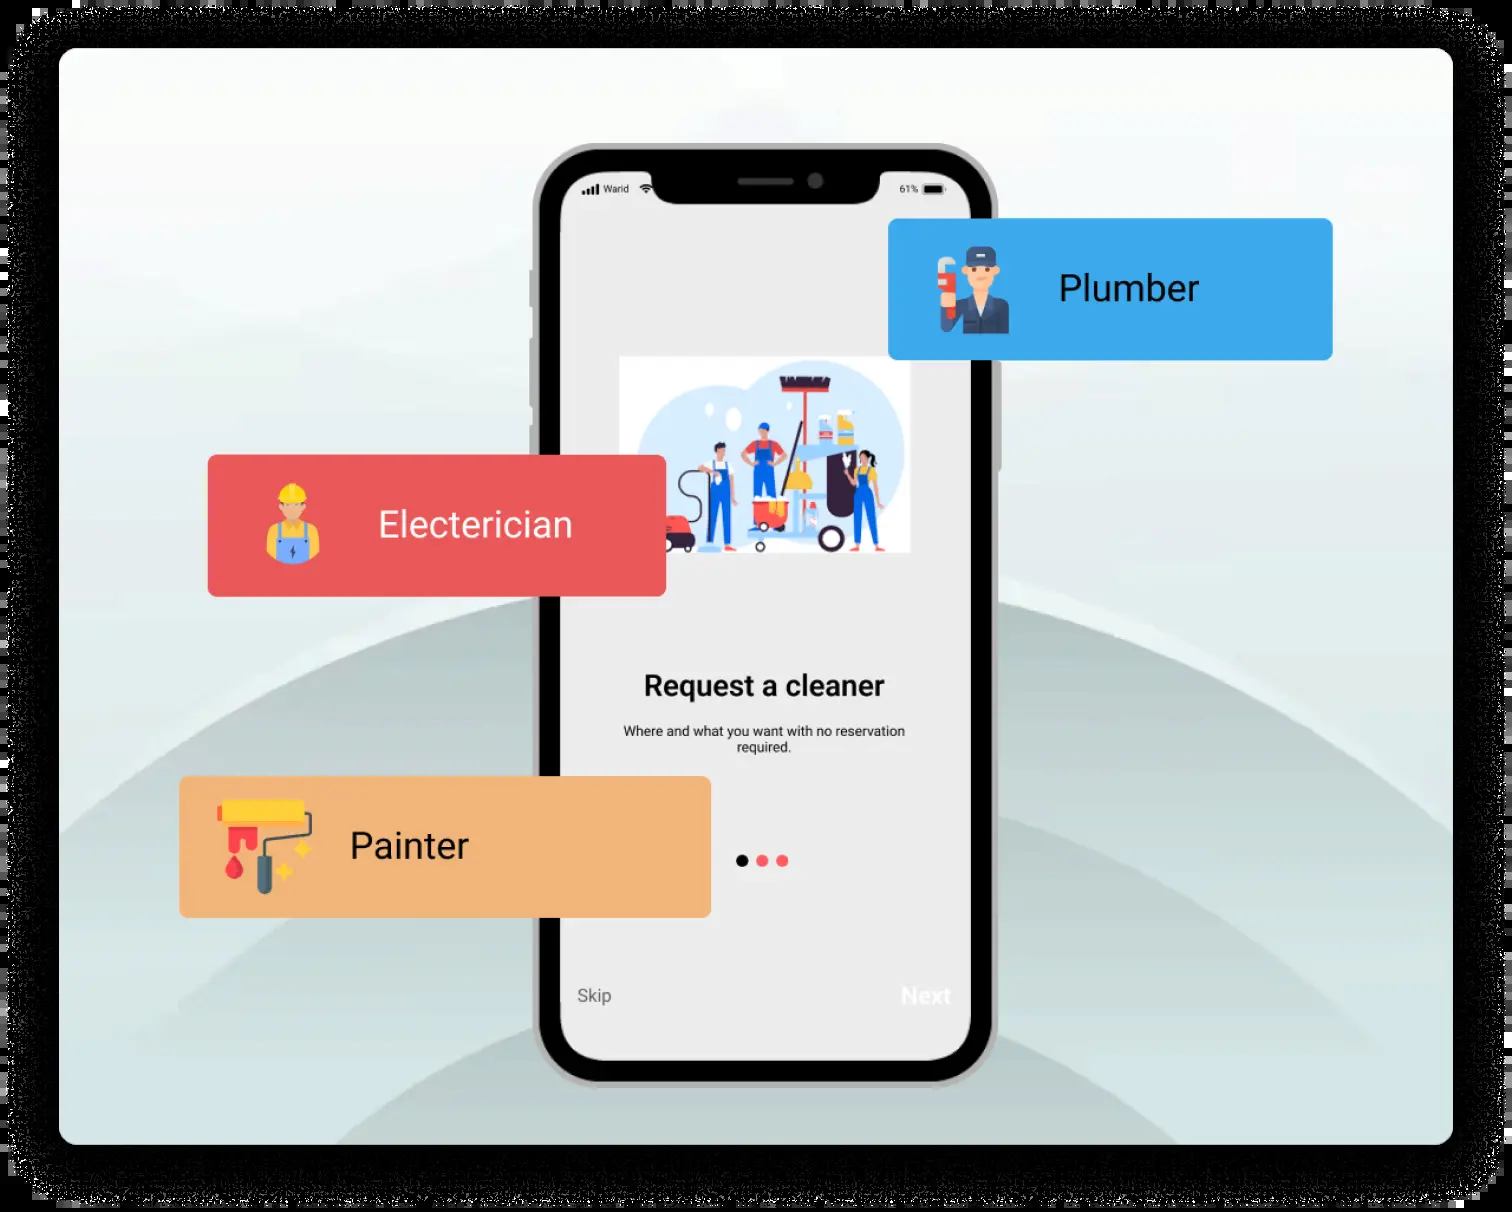 Warid
61%
Plumber
Electerician
Request a cleaner
Where and what you want with no reservation
required.
Painter
Skip
Next